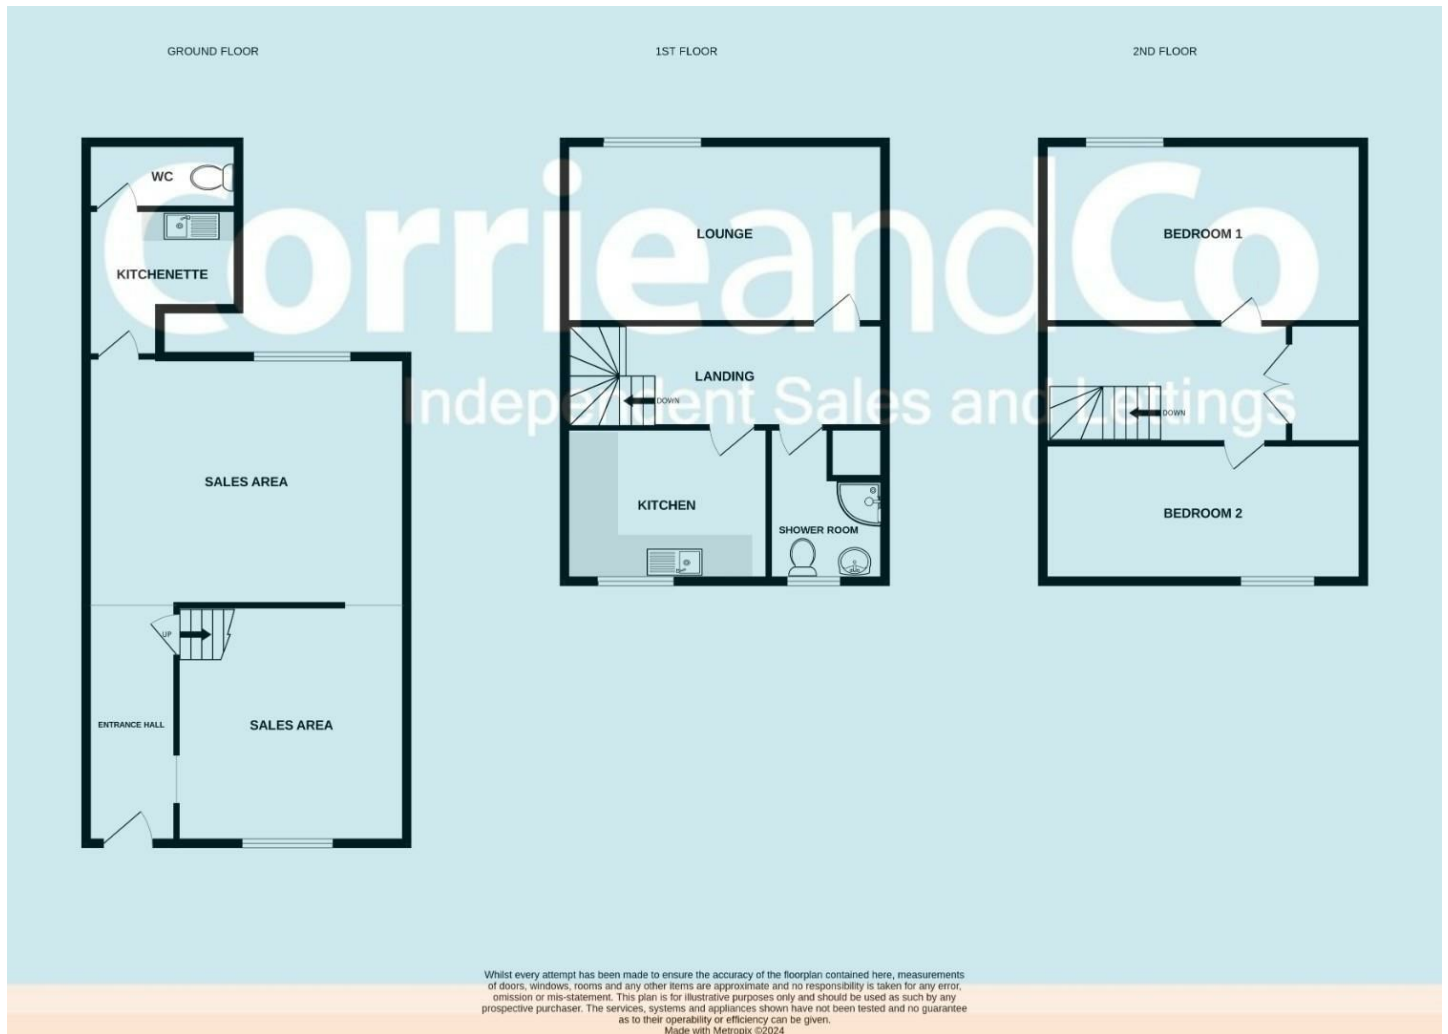 GROUND FLOOR
1ST FLOOR
2ND FLOOR
WC
KITCHENETTE
SALES AREA
UP
ENTRANCE HALL
SALES AREA
LOUNGE
LANDING
DOWN
KITCHEN
SHOWER ROOM
BEDROOM 1
DOWN
BEDROOM 2
CorrieandCo
Independent Sales and Lettings
Whilst every attempt has been made to ensure the accuracy of the floorplan contained here, measurements
of doors, windows, rooms and any other items are approximate and no responsibility is taken for any error,
omission or mis-statement. This plan is for illustrative purposes only and should be used as such by any
prospective purchaser. The services, systems and appliances shown have not been tested and no guarantee
as to their operability or efficiency can be given.
Made with Metropix ©2024